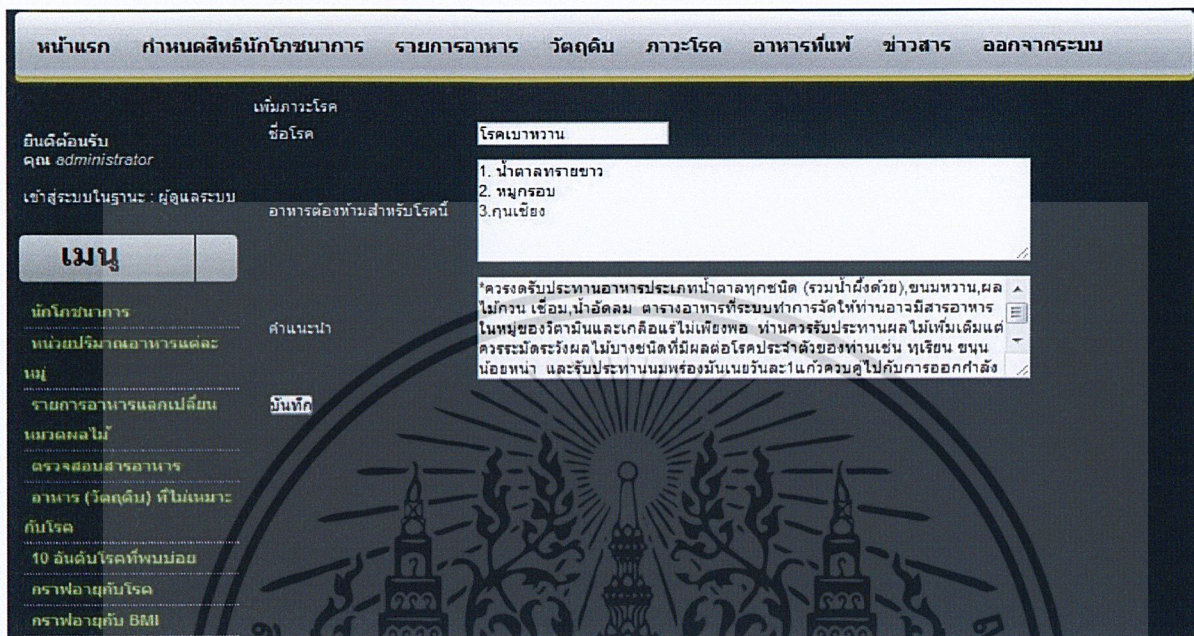 หน้าแรก กำหนดสิทธินักโภชนาการ รายการอาหาร วัตถุดิบ ภาวะโรค อาหารที่แพ้ ข่าวสาร ออกจากระบบ
ยินดีต้อนรับ
คุณ administrator
เข้าสู่ระบบในฐานะ : ผู้ดูแลระบบ
เมนู
นักโภชนาการ
หน่วยปริมาณอาหารแต่ละ
หมู่
รายการอาหารแลกเปลี่ยน
หมวดผลไม้
ตรวจสอบสารอาหาร
อาหาร (วัตถุดิบ) ที่ไม่เหมาะ
กับโรค
10 อันดับโรคที่พบบ่อย
กราฟอายุกับโรค
กราฟอายุกับ BMI
เพิ่มภาวะโรค
ชื่อโรค โรคเบาหวาน
อาหารต้องห้ามสำหรับโรคนี้
1. น้ำตาลทรายขาว
2. หมูกรอบ
3.กุนเชียง
คำแนะนำ
*ควรงดรับประทานอาหารประเภทน้ำตาลทุกชนิด (รวมน้ำผึ้งด้วย),ขนมหวาน,ผล
ไม้กวน เชื่อม,น้ำอัดลม ตารางอาหารที่ระบบทำการจัดให้ท่านอาจมีสารอาหาร
ในหมู่ของวิตามินและเกลือแร่ไม่เพียงพอ ท่านควรรับประทานผลไม้เพิ่มเติมแต่
ควรระมัดระวังผลไม้บางชนิดที่มีผลต่อโรคประจำตัวของท่านเช่น ทุเรียน ขนุน
น้อยหน่า และรับประทานนมพร่องมันเนยวันละ1แก้วควบคู่ไปกับการออกกำลัง
บันทึก